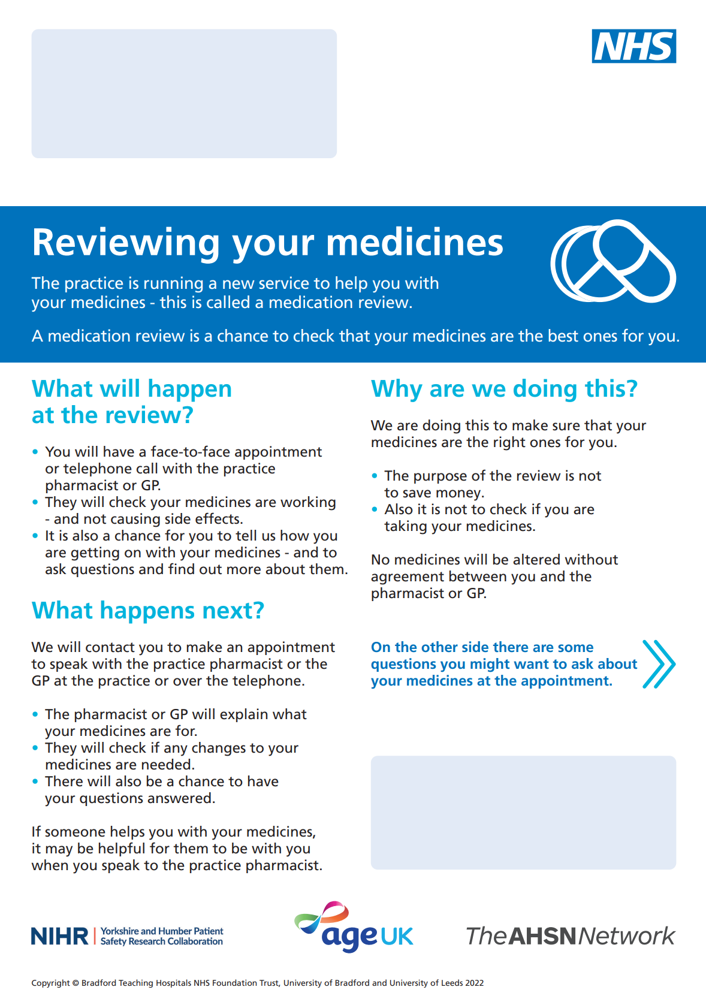 NHS
Reviewing your medicines
The practice is running a new service to help you with
your medicines - this is called a medication review.
A medication review is a chance to check that your medicines are the best ones for you.
What will happen
at the review?
• You will have a face-to-face appointment
or telephone call with the practice
pharmacist or GP.
• They will check your medicines are working
- and not causing side effects.
• It is also a chance for you to tell us how you
are getting on with your medicines - and to
ask questions and find out more about them.
What happens next?
We will contact you to make an appointment
to speak with the practice pharmacist or the
GP at the practice or over the telephone.
• The pharmacist or GP will explain what
your medicines are for.
• They will check if any changes to your
medicines are needed.
• There will also be a chance to have
your questions answered.
If someone helps you with your medicines,
it may be helpful for them to be with you
when you speak to the practice pharmacist.
Why are we doing this?
We are doing this to make sure that your
medicines are the right ones for you.
• The purpose of the review is not
to save money.
• Also it is not to check if you are
taking your medicines.
No medicines will be altered without
agreement between you and the
pharmacist or GP.
On the other side there are some
questions you might want to ask about
your medicines at the appointment.
NIHR | Yorkshire and Humber Patient
Safety Research Collaboration
age UK
TheAHSNNetwork
Copyright © Bradford Teaching Hospitals NHS Foundation Trust, University of Bradford and University of Leeds 2022